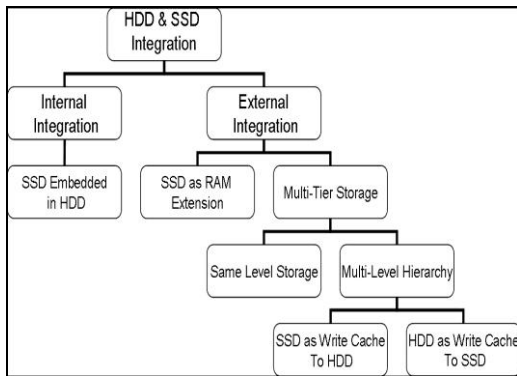 HDD & SSD
Integration
Internal
Integration
External
Integration
SSD Embedded
in HDD
SSD as RAM
Extension
Multi-Tier Storage
Same Level Storage
Multi-Level Hierarchy
SSD as Write Cache
To HDD
HDD as Write Cache
To SSD